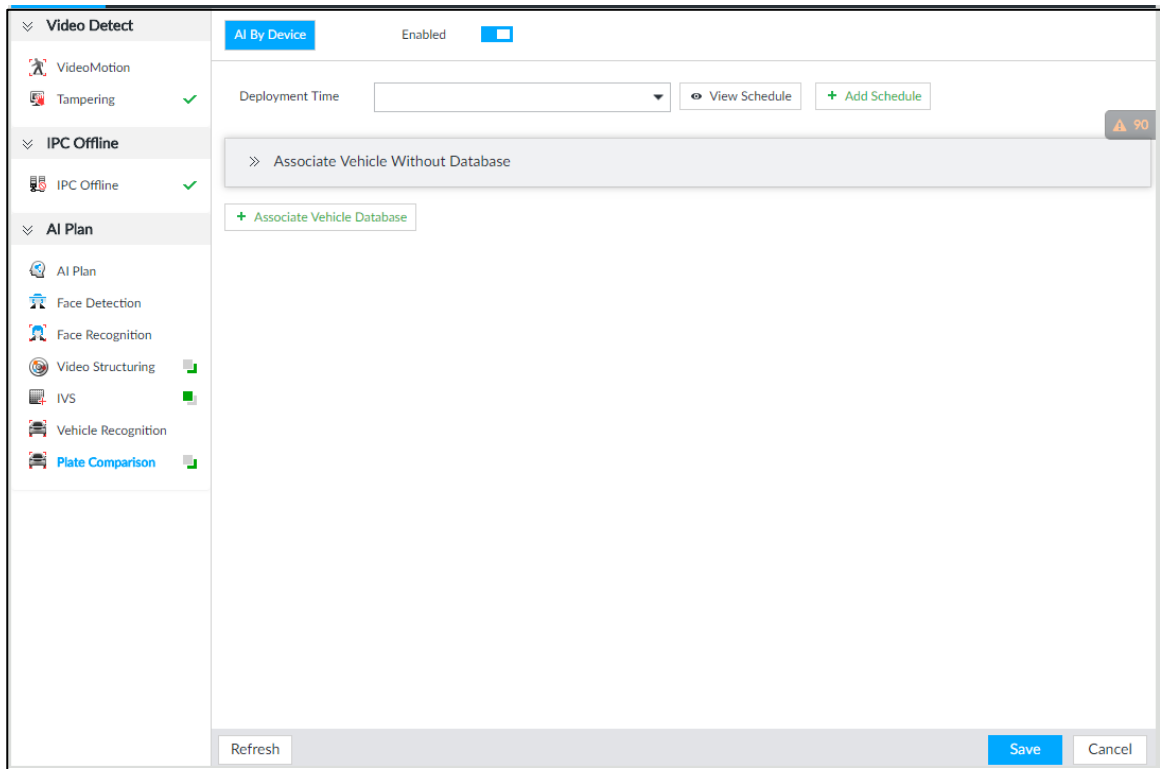 Video Detect
VideoMotion
Tampering
IPC Offline
IPC Offline
AI Plan
AI Plan
Face Detection
Face Recognition
Video Structuring
IVS
Vehicle Recognition
Plate Comparison
AI By Device Enabled
Deployment Time View Schedule + Add Schedule
90
Associate Vehicle Without Database
+ Associate Vehicle Database
Refresh Save Cancel